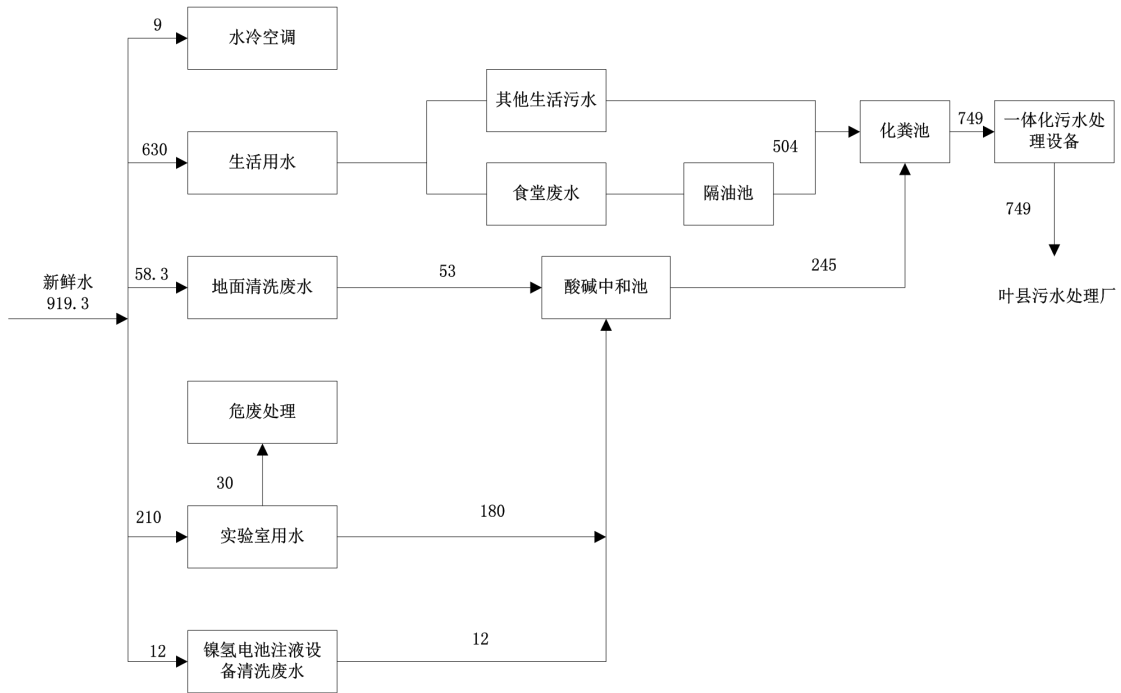 9
水冷空调
其他生活污水
630
生活用水
504
化粪池
749
一体化污水处
理设备
食堂废水
隔油池
749
新鲜水
919.3
58.3
地面清洗废水
53
酸碱中和池
245
叶县污水处理厂
危废处理
30
210
实验室用水
180
12
镍氢电池注液设
备清洗废水
12